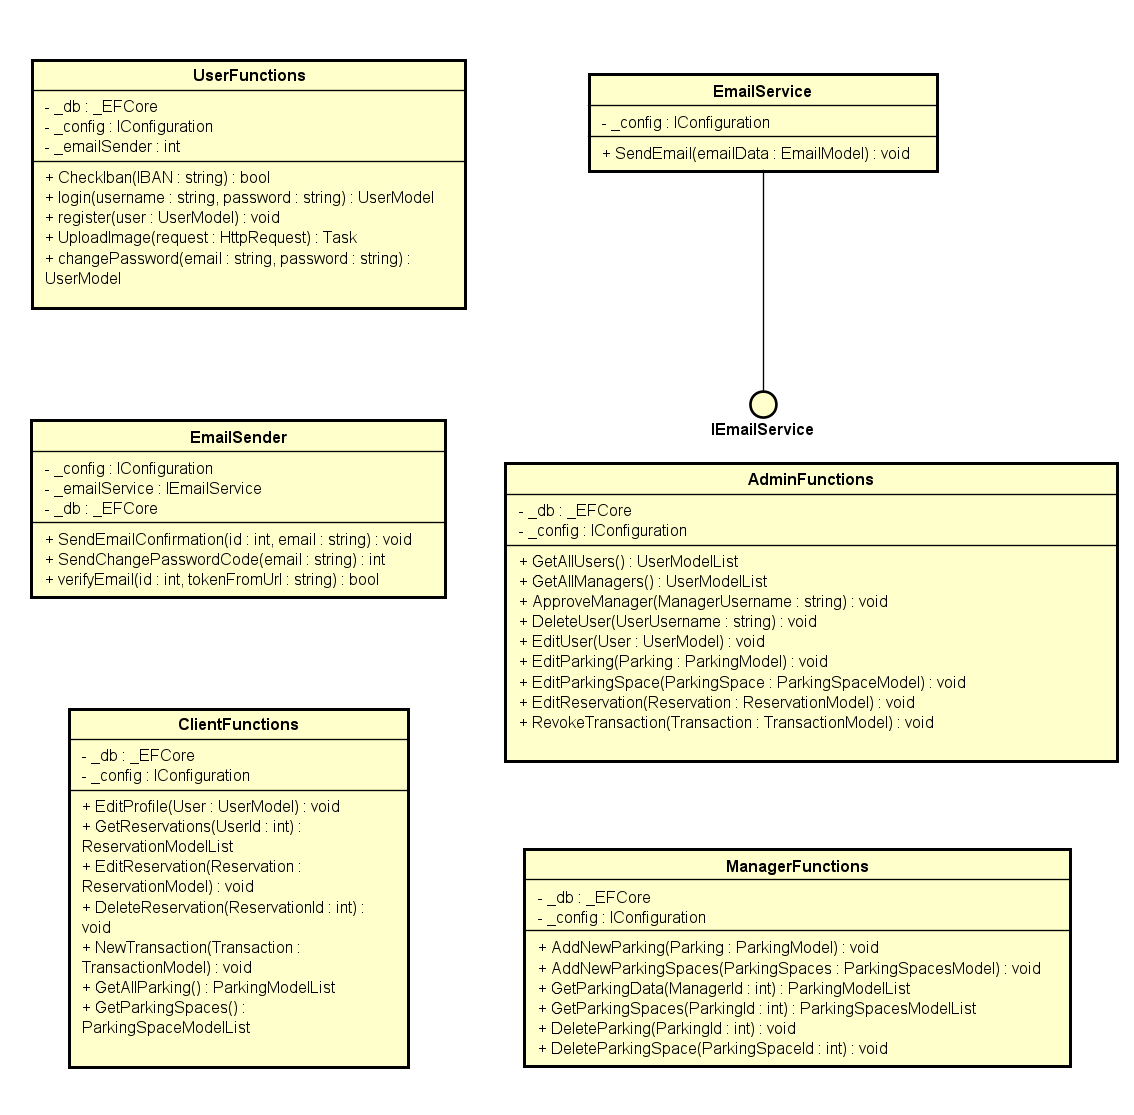 UserFunctions
- _db : _EFCore
- _config : IConfiguration
- _emailSender : int
+ CheckIban(IBAN : string) : bool
+ login(username : string, password : string) : UserModel
+ register(user : UserModel) : void
+ UploadImage(request : HttpRequest) : Task
+ changePassword(email : string, password : string) :
UserModel
EmailService
- _config : IConfiguration
+ SendEmail(emailData : EmailModel) : void
IEmailService
EmailSender
- _config : IConfiguration
- _emailService : IEmailService
- _db : _EFCore
+ SendEmailConfirmation(id : int, email : string) : void
+ SendChangePasswordCode(email : string) : int
+ verifyEmail(id : int, tokenFromUrl : string) : bool
AdminFunctions
- _db : _EFCore
- _config : IConfiguration
+ GetAllUsers() : UserModelList
+ GetAllManagers() : UserModelList
+ ApproveManager(ManagerUsername : string) : void
+ DeleteUser(UserUsername : string) : void
+ EditUser(User : UserModel) : void
+ EditParking(Parking : ParkingModel) : void
+ EditParkingSpace(ParkingSpace : ParkingSpaceModel) : void
+ EditReservation(Reservation : ReservationModel) : void
+ RevokeTransaction(Transaction : TransactionModel) : void
ClientFunctions
- _db : _EFCore
- _config : IConfiguration
+ EditProfile(User : UserModel) : void
+ GetReservations(UserId : int) :
ReservationModelList
+ EditReservation(Reservation :
ReservationModel) : void
+ DeleteReservation(ReservationId : int) :
void
+ NewTransaction(Transaction :
TransactionModel) : void
+ GetAllParking() : ParkingModelList
+ GetParkingSpaces() :
ParkingSpaceModelList
ManagerFunctions
- _db : _EFCore
- _config : IConfiguration
+ AddNewParking(Parking : ParkingModel) : void
+ AddNewParkingSpaces(ParkingSpaces : ParkingSpacesModel) : void
+ GetParkingData(ManagerId : int) : ParkingModelList
+ GetParkingSpaces(ParkingId : int) : ParkingSpacesModelList
+ DeleteParking(ParkingId : int) : void
+ DeleteParkingSpace(ParkingSpaceId : int) : void